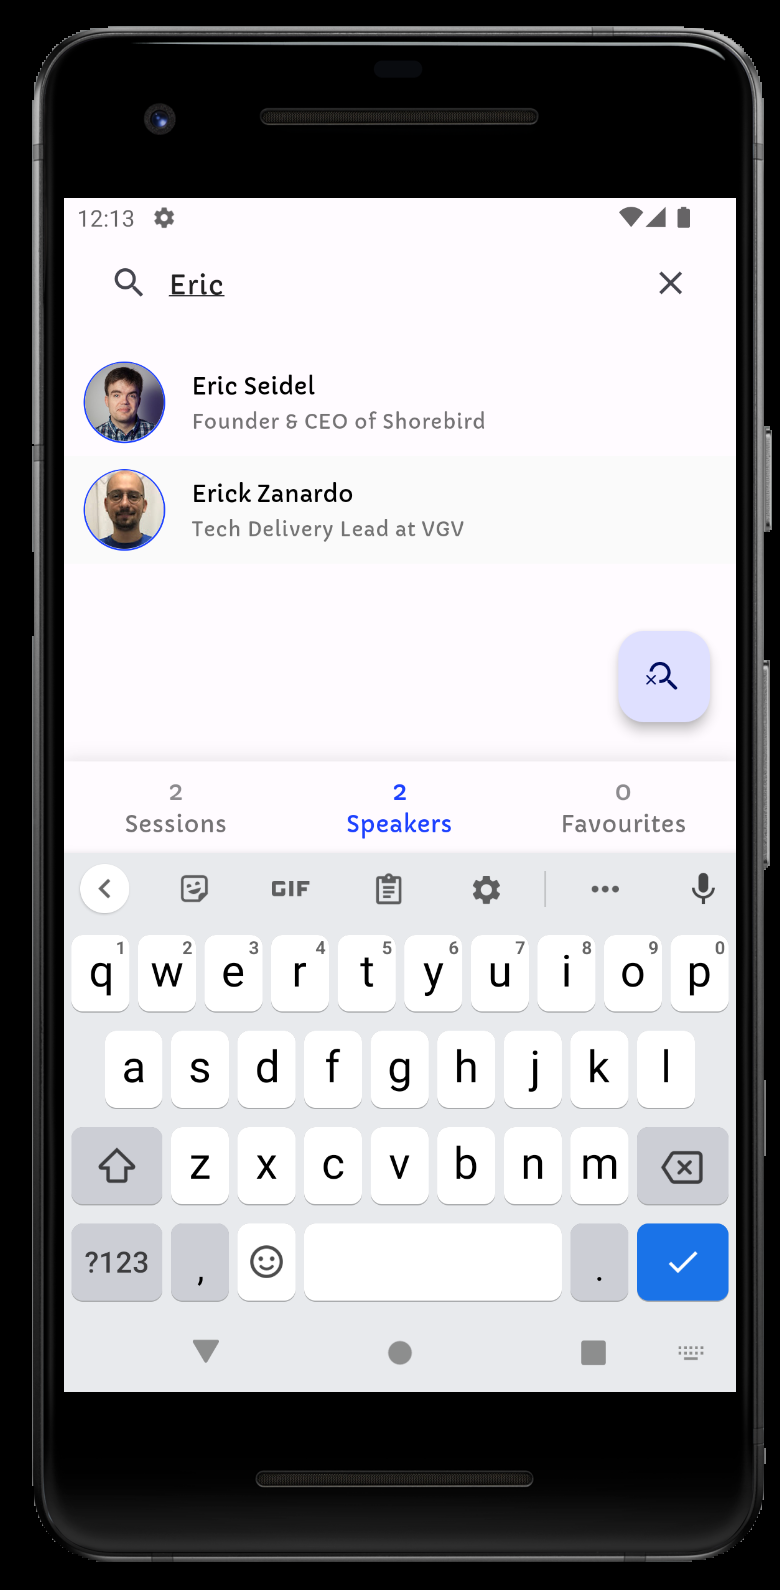 12:13
Eric
Eric Seidel
Founder & CEO of Shorebird
Erick Zanardo
Tech Delivery Lead at VGV
2 2 0
Sessions Speakers Favourites
GIF
1 2 3 4 5 6 7 8 9 0
q w e r t y u i o p
a s d f g h j k l
z x c v b n m
?123 , .